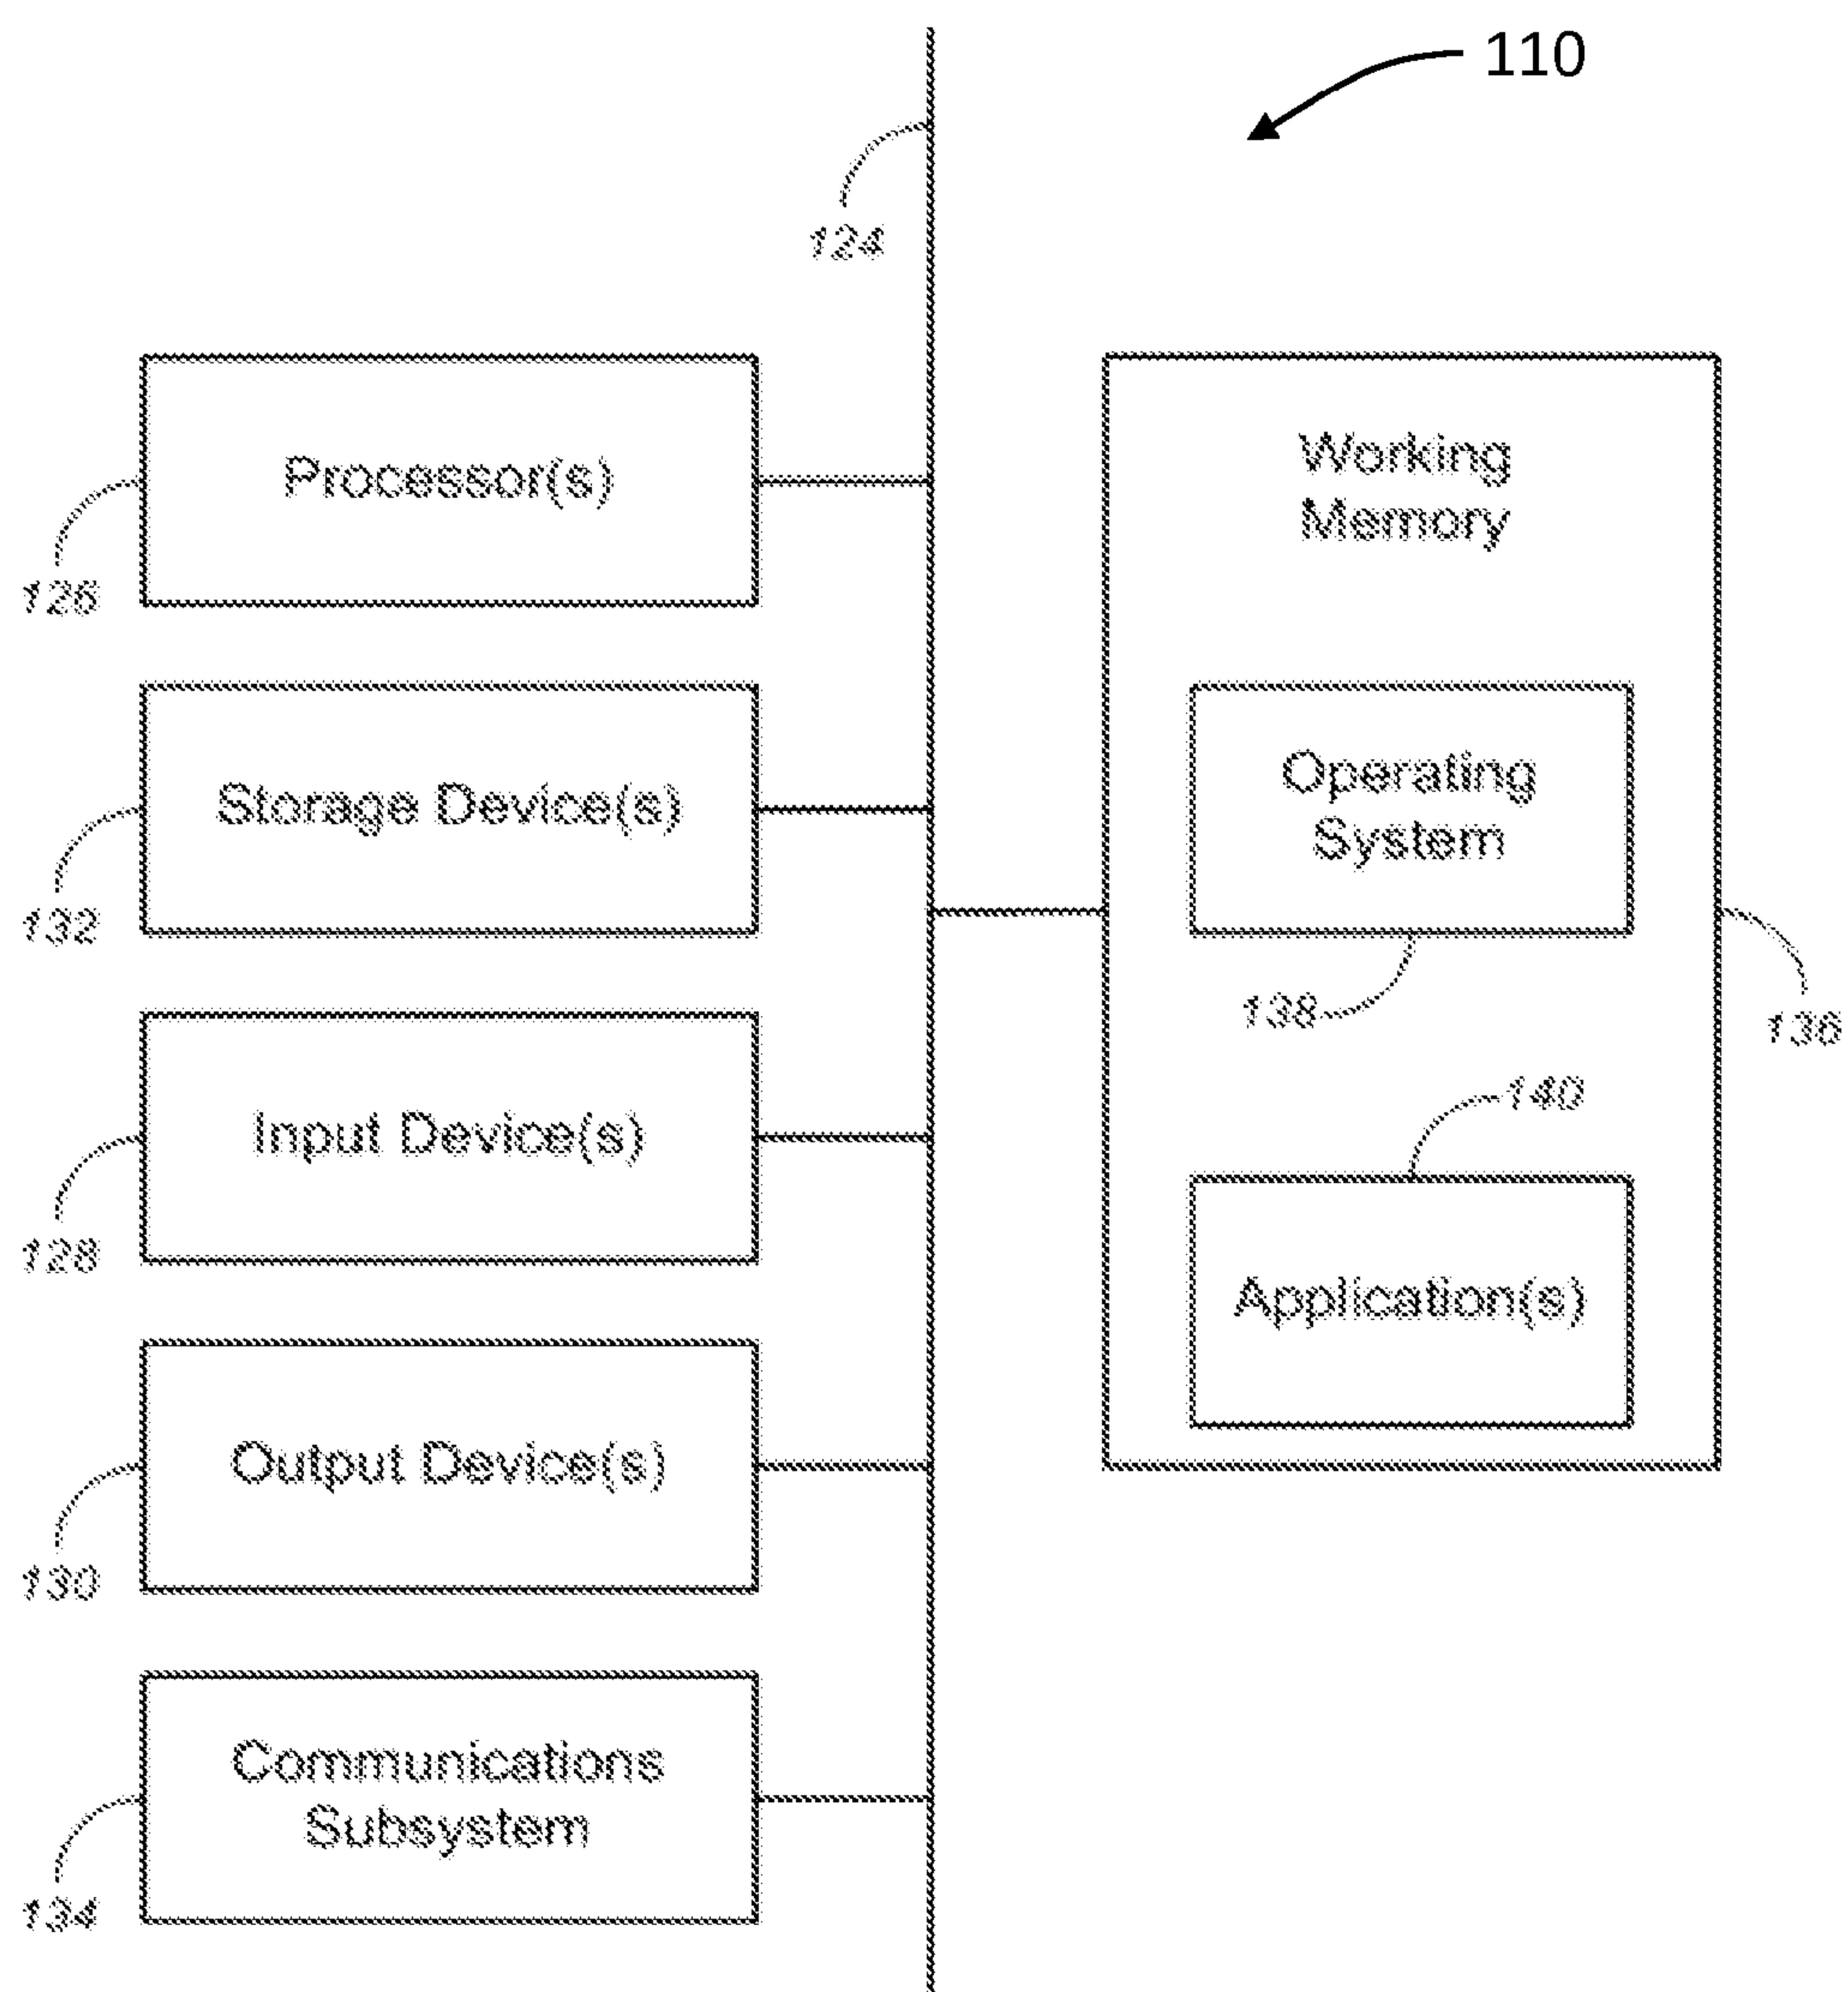 110
124
Processor(s)
126
Working
Memory
Storage Device(s)
132
Operating
System
138
136
Input Device(s)
128
140
Application(s)
Output Device(s)
130
Communications
Subsystem
134